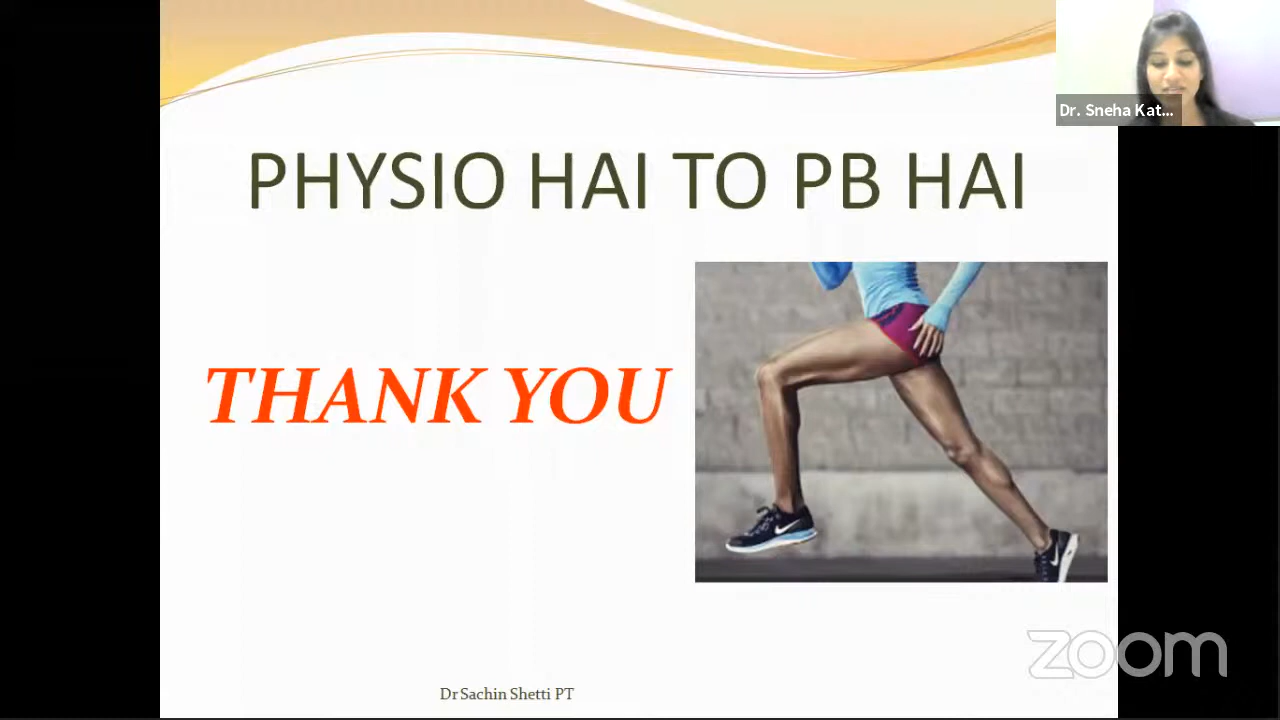 Dr. Sneha Kat...
PHYSIO HAI TO PB HAI
THANK YOU
zoom
Dr Sachin Shetti PT